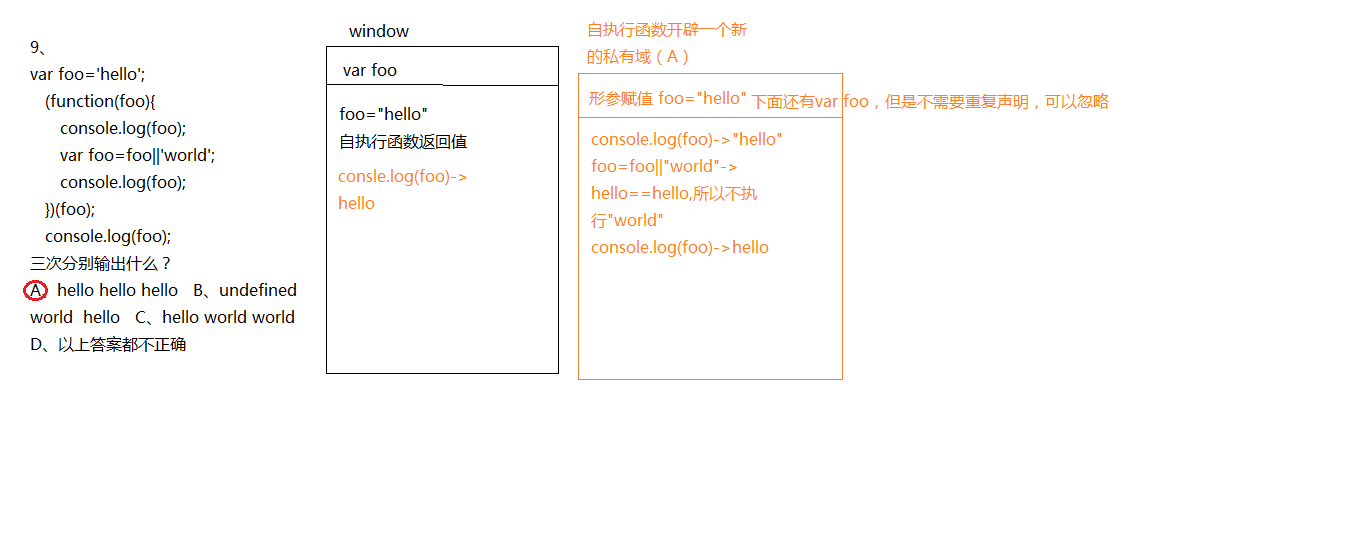 9、
var foo='hello';
(function(foo){
console.log(foo);
var foo=foo||'world';
console.log(foo);
})(foo);
console.log(foo);
三次分别输出什么？
A、hello hello hello B、undefined
world hello C、hello world world
D、以上答案都不正确
window
var foo
foo="hello"
自执行函数返回值
consle.log(foo)->
hello
自执行函数开辟一个新
的私有域（A）
形参赋值 foo="hello" 下面还有var foo，但是不需要重复声明，可以忽略
console.log(foo)->"hello"
foo=foo||"world"->
hello==hello,所以不执
行"world"
console.log(foo)->hello